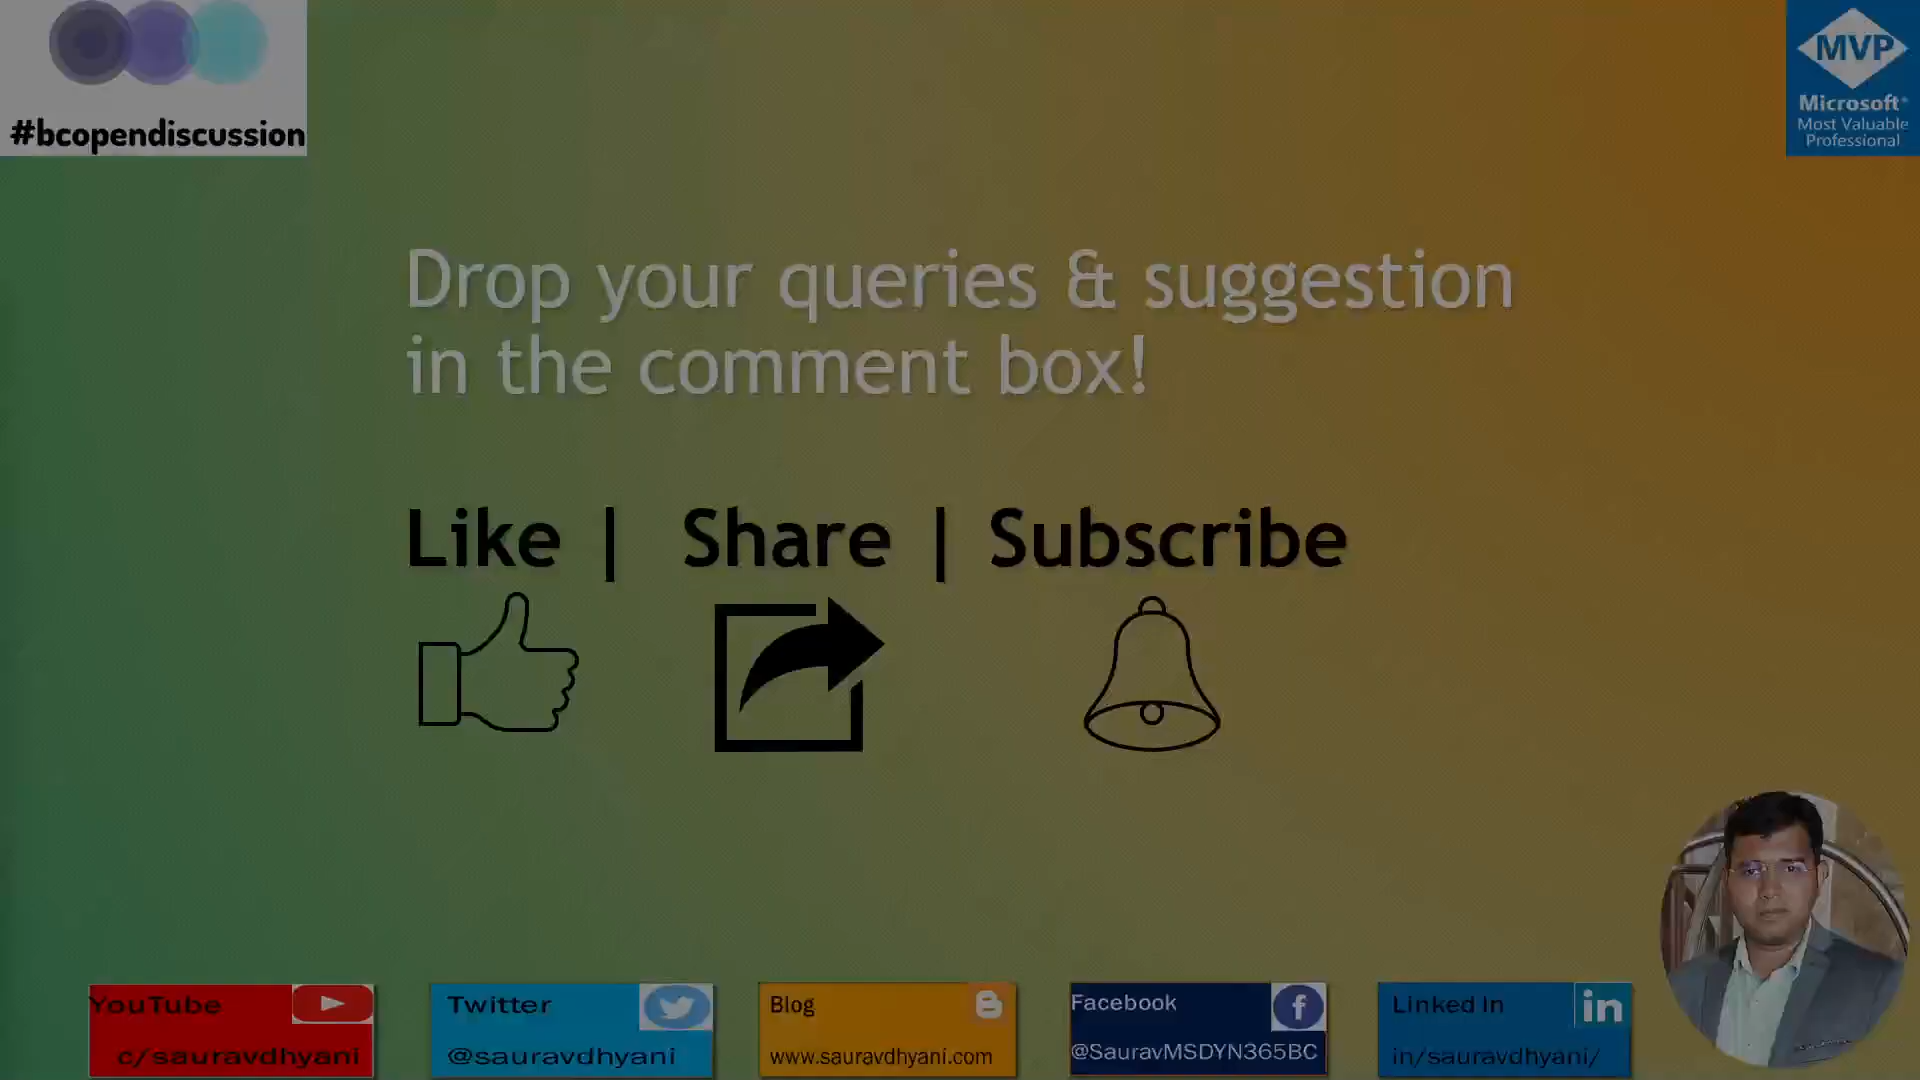 #bcopendiscussion
MVP
Microsoft®
Most Valuable
Professional
Drop your queries & suggestion
in the comment box!
Like | Share | Subscribe
YouTube
c/sauravdhyani
Twitter
@sauravdhyani
Blog
www.sauravdhyani.com
Facebook
@SauravMSDYN365BC
Linked In
in
in/sauravdhyani/